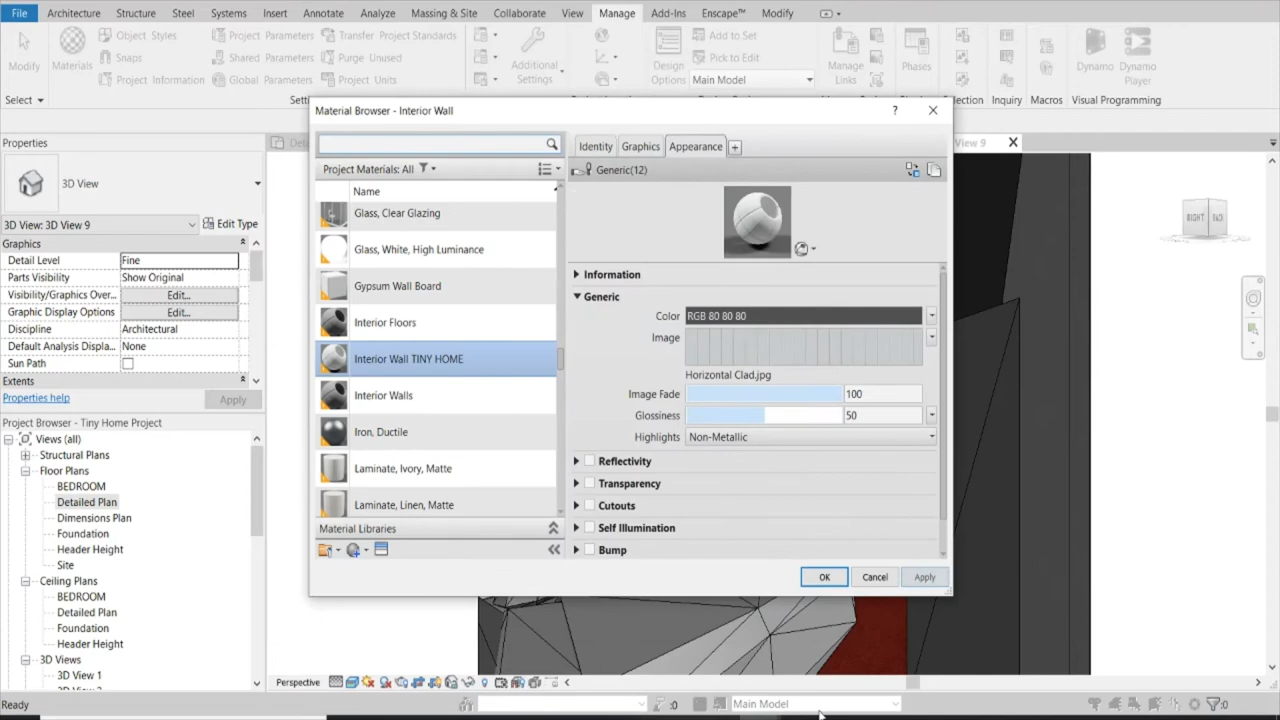 File Architecture Structure Steel Systems Insert Annotate Analyze Massing & Site Collaborate View Manage Add-Ins Enscape™ Modify
Object Styles Project Parameters Transfer Project Standards Add to Set
Snaps Shared Parameters Purge Unused Pick to Edit
Modify Materials Project Information Global Parameters Project Units Additional Settings Design Options Main Model Manage Links Phases Dynamo Dynamo Player
Select Inquiry Macros Visual Programming
Material Browser - Interior Wall
?
Properties
View 9
3D View
3D View: 3D View 9 Edit Type
Graphics
Detail Level Fine
Parts Visibility Show Original
Visibility/Graphics Over... Edit...
Graphic Display Options Edit...
Discipline Architectural
Default Analysis Displa... None
Sun Path
Extents
Properties help Apply
Project Browser - Tiny Home Project
Views (all)
Structural Plans
Floor Plans
BEDROOM
Detailed Plan
Dimensions Plan
Foundation
Header Height
Site
Ceiling Plans
BEDROOM
Detailed Plan
Foundation
Header Height
3D Views
3D View 1
Project Materials: All
Name
Glass, Clear Glazing
Glass, White, High Luminance
Gypsum Wall Board
Interior Floors
Interior Wall TINY HOME
Interior Walls
Iron, Ductile
Laminate, Ivory, Matte
Laminate, Linen, Matte
Material Libraries
Identity Graphics Appearance
Generic(12)
Information
Generic
Color RGB 80 80 80
Image
Horizontal Clad.jpg
Image Fade 100
Glossiness 50
Highlights Non-Metallic
Reflectivity
Transparency
Cutouts
Self Illumination
Bump
OK Cancel Apply
RIGHT
Perspective
Ready :0 Main Model :0